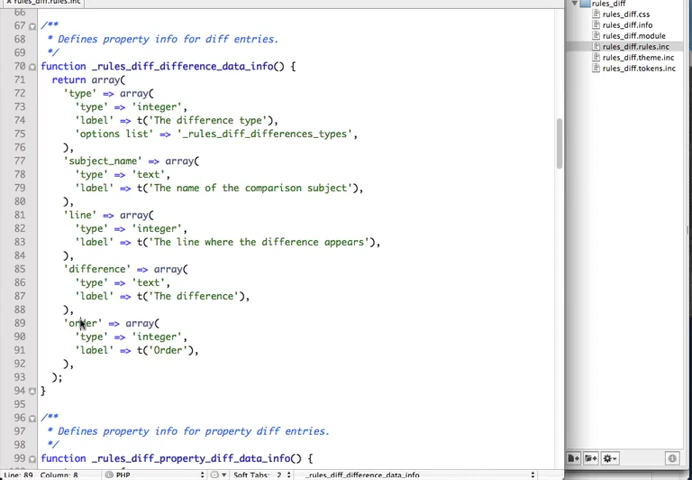 rules_diff.rules.inc
66
67 /**
68 * Defines property info for diff entries.
69 */
70 function _rules_diff_difference_data_info() {
71 return array(
72 'type' => array(
73 'type' => 'integer',
74 'label' => t('The difference type'),
75 'options list' => '_rules_diff_differences_types',
76 ),
77 'subject_name' => array(
78 'type' => 'text',
79 'label' => t('The name of the comparison subject'),
80 ),
81 'line' => array(
82 'type' => 'integer',
83 'label' => t('The line where the difference appears'),
84 ),
85 'difference' => array(
86 'type' => 'text',
87 'label' => t('The difference'),
88 ),
89 'order' => array(
90 'type' => 'integer',
91 'label' => t('Order'),
92 ),
93 );
94 }
95
96 /**
97 * Defines property info for property diff entries.
98 */
99 function _rules_diff_property_diff_data_info() {
Line: 89 Column: 8 PHP Soft Tabs: 2 _rules_diff_difference_data_info
rules_diff
rules_diff.css
rules_diff.info
rules_diff.module
rules_diff.rules.inc
rules_diff.theme.inc
rules_diff.tokens.inc